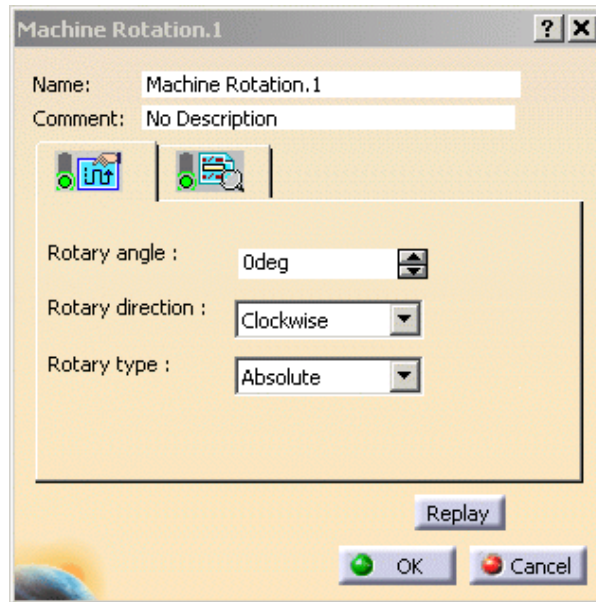 Machine Rotation.1
Name: Machine Rotation.1
Comment: No Description
Rotary angle : 0deg
Rotary direction : Clockwise
Rotary type : Absolute
Replay
OK Cancel